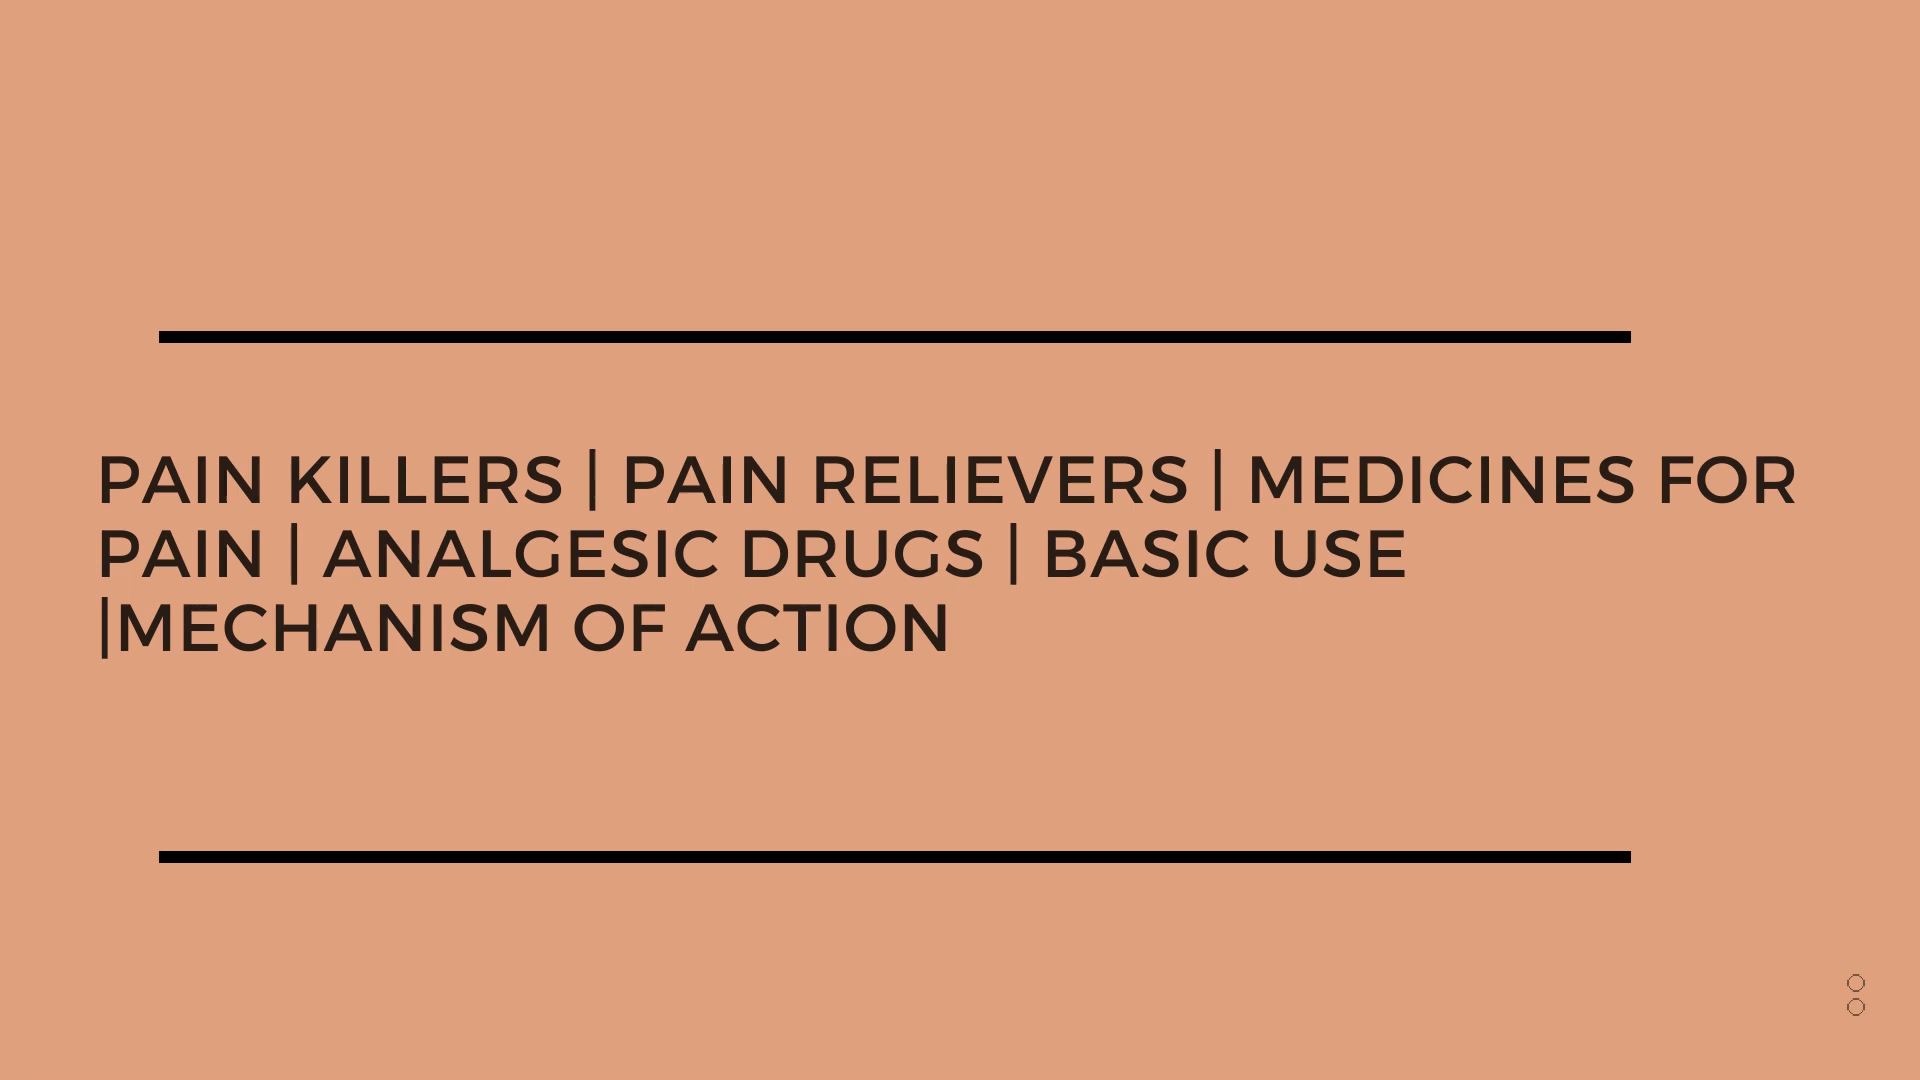 PAIN KILLERS | PAIN RELIEVERS | MEDICINES FOR
PAIN | ANALGESIC DRUGS | BASIC USE
|MECHANISM OF ACTION